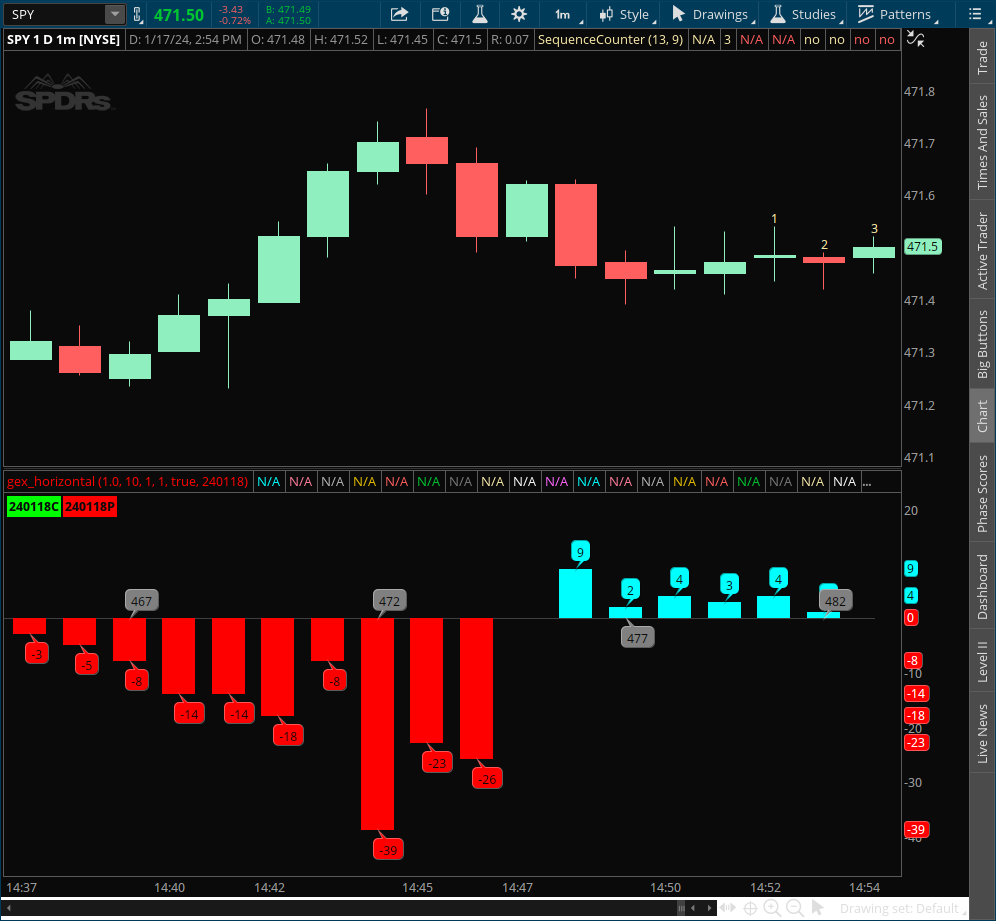 SPY 471.50 -3.43 -0.72% B: 471.49 A: 471.50 1m Style Drawings Studies Patterns
SPY 1 D 1m [NYSE] D: 1/17/24, 2:54 PM O: 471.48 H: 471.52 L: 471.45 C: 471.5 R: 0.07 SequenceCounter (13, 9) N/A 3 N/A N/A no no no no
SPDRs
471.8
471.7
471.6
471.5
471.4
471.3
471.2
471.1
1
2
3
gex_horizontal (1.0, 10, 1, 1, true, 240118) N/A N/A N/A N/A N/A N/A N/A N/A N/A N/A N/A N/A N/A N/A N/A N/A N/A N/A N/A ...
240118C 240118P
20
9
2
4
3
4
467
472
477
482
-3
-5
-8
-14
-14
-18
-8
-39
-23
-26
9
4
0
-8
-10
-14
-18
-20
-23
-30
-39
-40
14:37 14:40 14:42 14:45 14:47 14:50 14:52 14:54
Drawing set: Default
Trade
Times And Sales
Active Trader
Big Buttons
Chart
Phase Scores
Dashboard
Level II
Live News